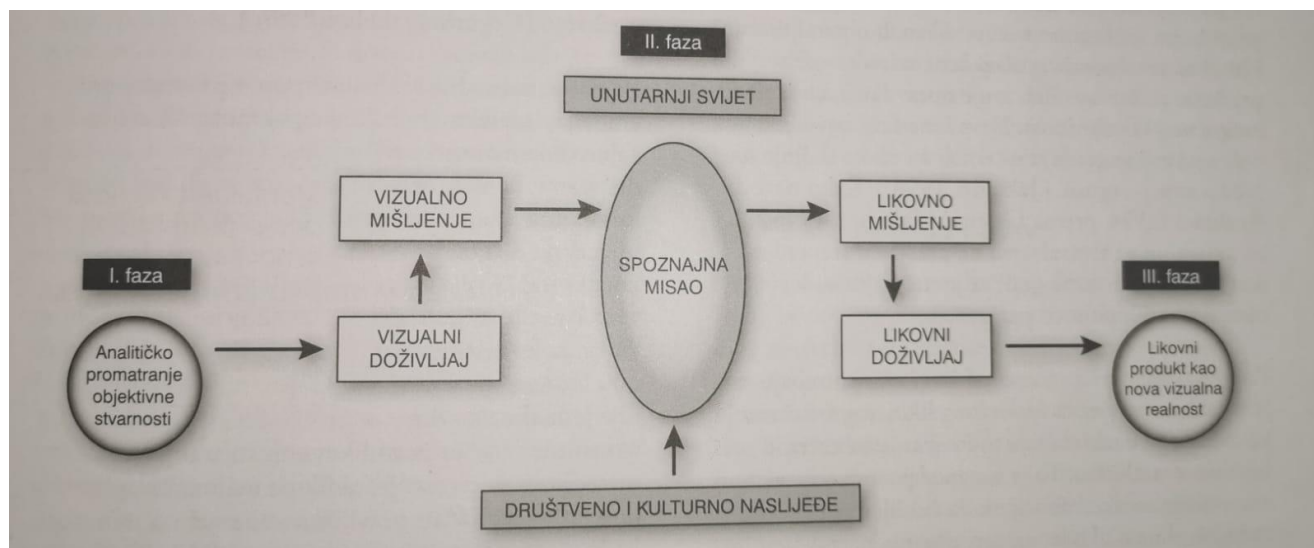 II. faza
UNUTARNJI SVIJET
I. faza
Analitičko
promatranje
objektivne
stvarnosti
VIZUALNI
DOŽIVLJAJ
VIZUALNO
MIŠLJENJE
SPOZNAJNA
MISAO
LIKOVNO
MIŠLJENJE
LIKOVNI
DOŽIVLJAJ
III. faza
Likovni
produkt kao
nova vizualna
realnost
DRUŠTVENO I KULTURNO NASLIJEĐE